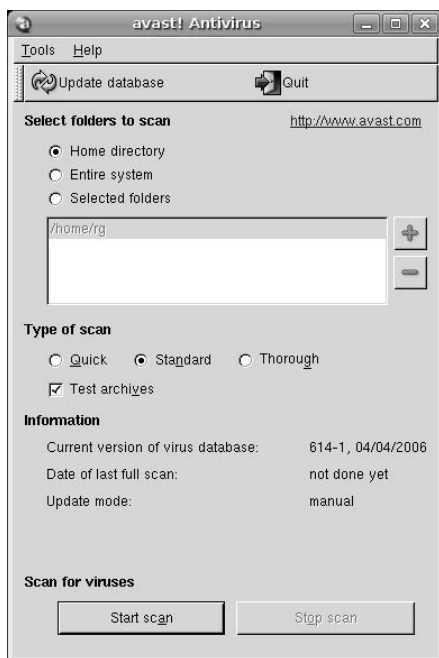 avast! Antivirus
Tools Help
Update database Quit
Select folders to scan http://www.avast.com
Home directory
Entire system
Selected folders
/home/rg
Type of scan
Quick Standard Thorough
Test archives
Information
Current version of virus database: 614-1, 04/04/2006
Date of last full scan: not done yet
Update mode: manual
Scan for viruses
Start scan Stop scan